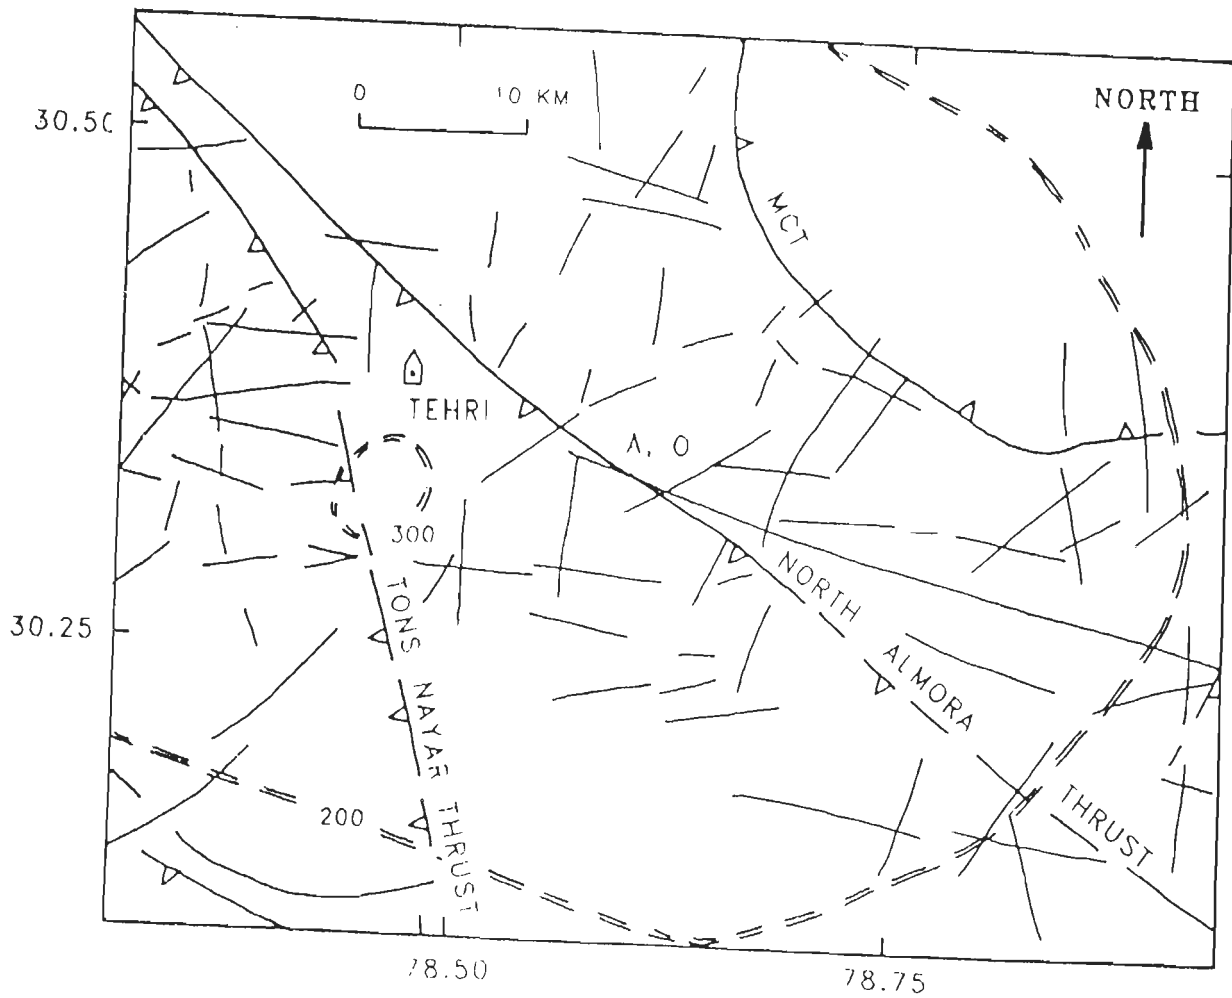 0 10 KM
NORTH
30.50
MCT
TEHRI
A. O
300
NORTH ALMORA THRUST
TONS NAYAR THRUST
30.25
200
78.50
78.75